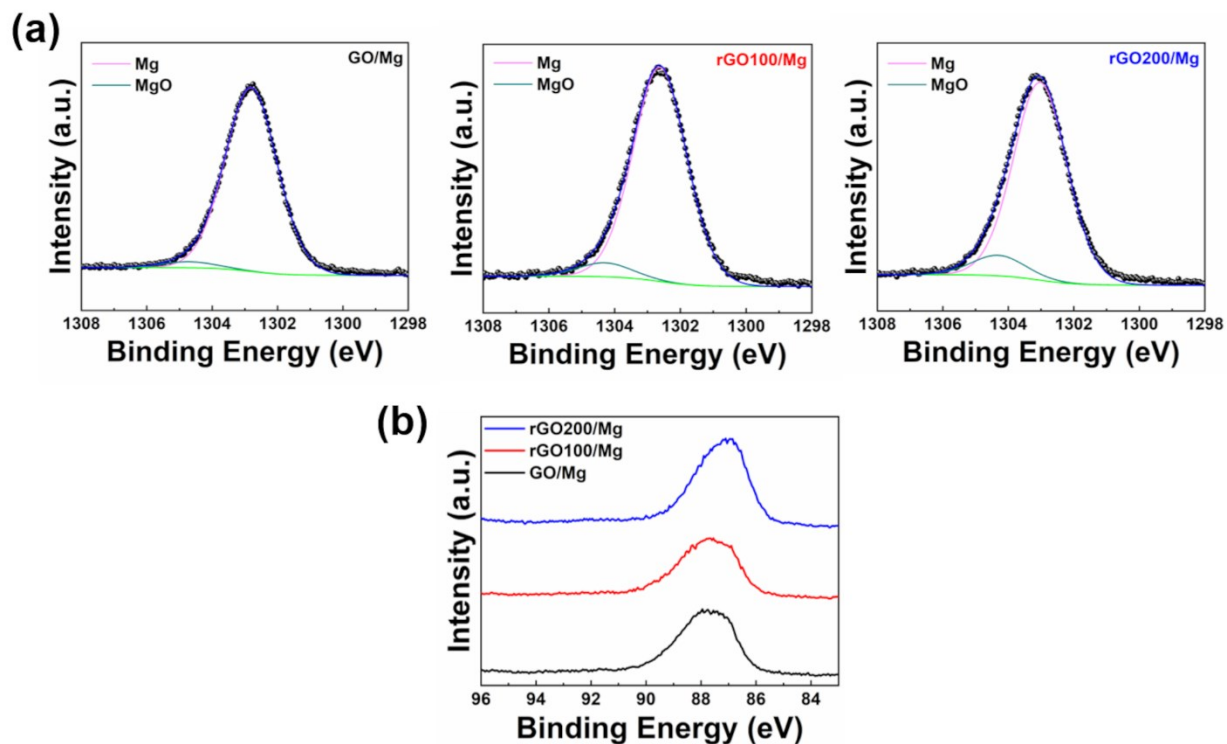 (a)
Intensity (a.u.)
Mg
MgO
GO/Mg
1308 1306 1304 1302 1300 1298
Binding Energy (eV)
Intensity (a.u.)
Mg
MgO
rGO100/Mg
1308 1306 1304 1302 1300 1298
Binding Energy (eV)
Intensity (a.u.)
Mg
MgO
rGO200/Mg
1308 1306 1304 1302 1300 1298
Binding Energy (eV)
(b)
Intensity (a.u.)
rGO200/Mg
rGO100/Mg
GO/Mg
96 94 92 90 88 86 84
Binding Energy (eV)